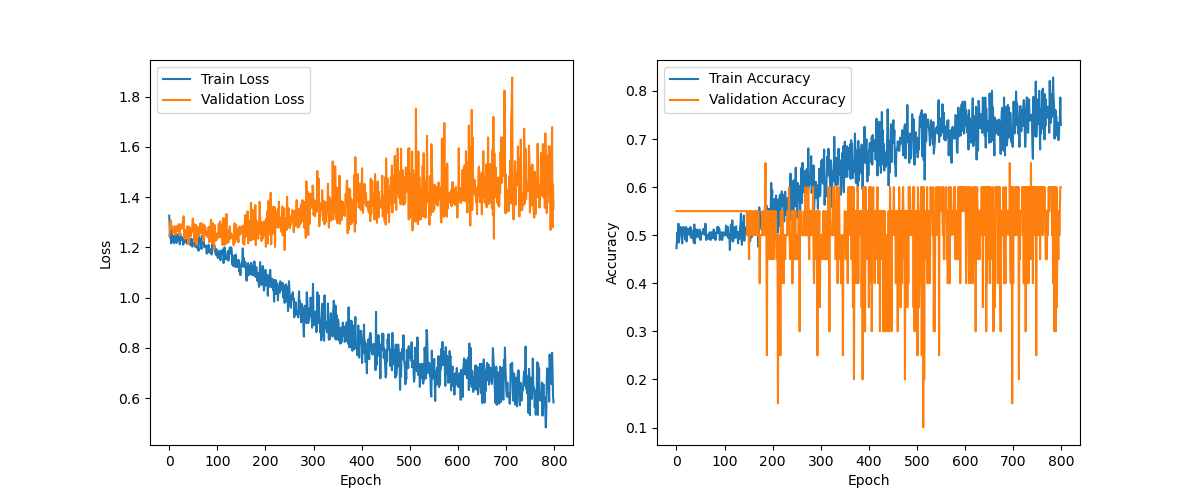 Train Loss
Validation Loss
1.8
1.6
1.4
1.2
1.0
0.8
0.6
Loss
0 100 200 300 400 500 600 700 800
Epoch
Train Accuracy
Validation Accuracy
0.8
0.7
0.6
0.5
0.4
0.3
0.2
0.1
Accuracy
0 100 200 300 400 500 600 700 800
Epoch